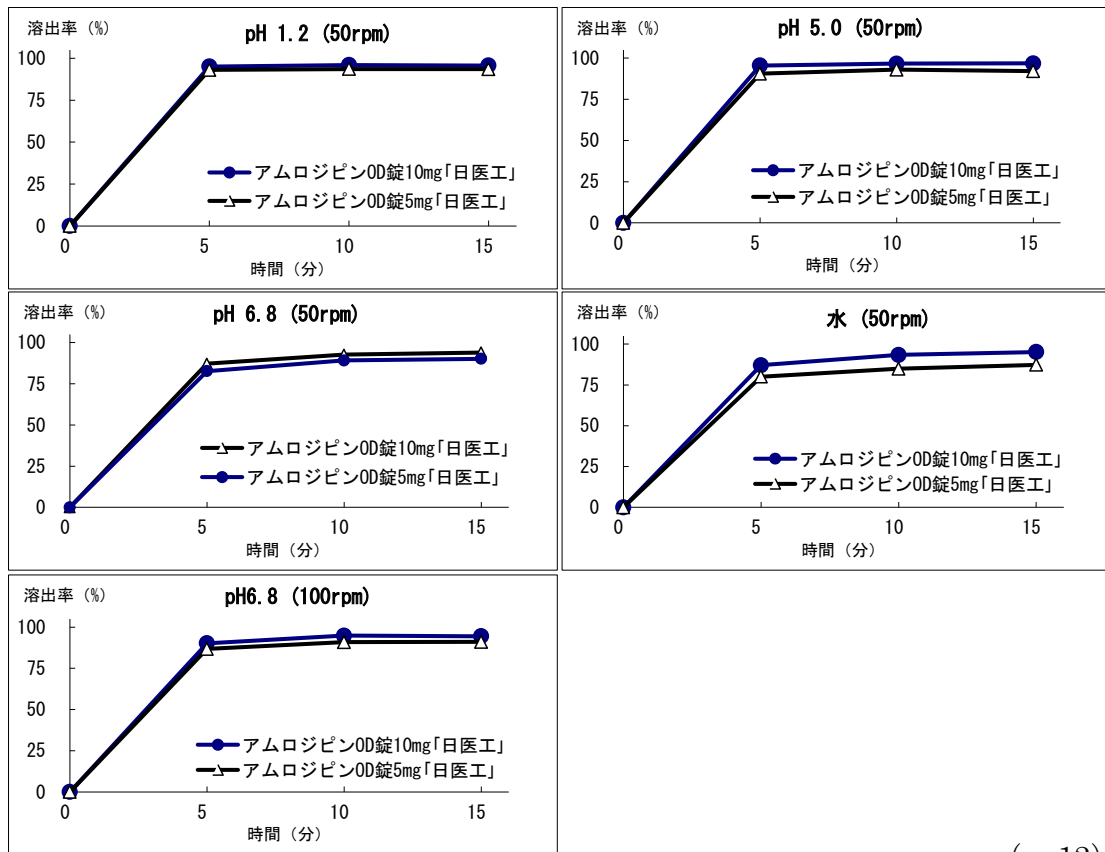 溶出率（%）
pH 1.2 (50rpm)
100
75
50
25
0
アムロジピンOD錠10mg｢日医工｣
アムロジピンOD錠5mg｢日医工｣
0 5 10 15
時間（分）
溶出率（%）
pH 5.0 (50rpm)
100
75
50
25
0
アムロジピンOD錠10mg｢日医工｣
アムロジピンOD錠5mg｢日医工｣
0 5 10 15
時間（分）
溶出率（%）
pH 6.8 (50rpm)
100
75
50
25
0
アムロジピンOD錠10mg｢日医工｣
アムロジピンOD錠5mg｢日医工｣
0 5 10 15
時間（分）
溶出率（%）
水 (50rpm)
100
75
50
25
0
アムロジピンOD錠10mg｢日医工｣
アムロジピンOD錠5mg｢日医工｣
0 5 10 15
時間（分）
溶出率（%）
pH6.8 (100rpm)
100
75
50
25
0
アムロジピンOD錠10mg｢日医工｣
アムロジピンOD錠5mg｢日医工｣
0 5 10 15
時間（分）